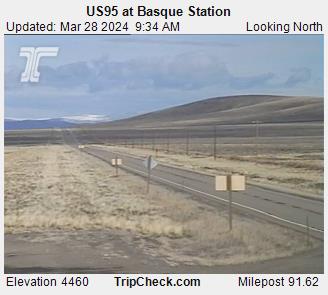 US95 at Basque Station
Updated: Mar 28 2024 9:34 AM Looking North
Elevation 4460 TripCheck.com Milepost 91.62